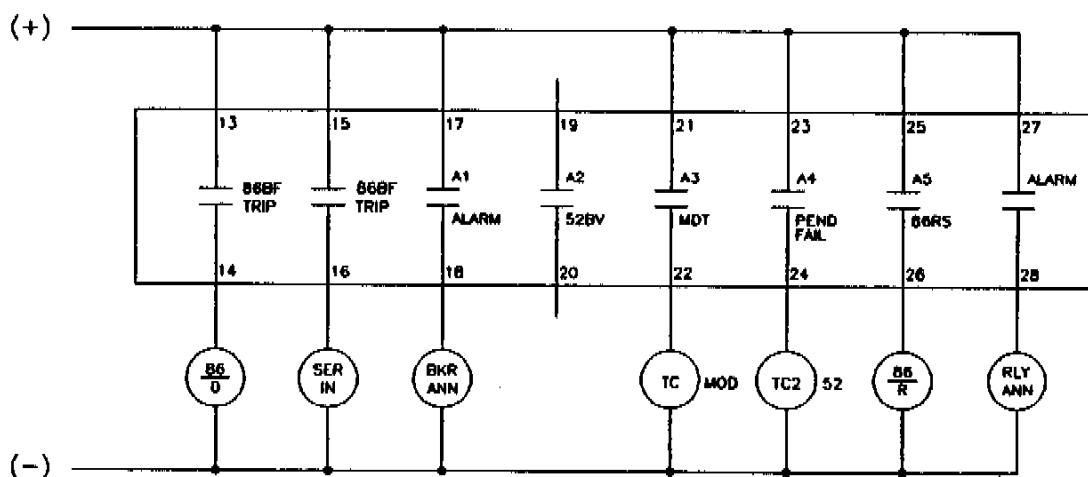 (+)
13 15 17 19 21 23 25 27
86BF
TRIP
86BF
TRIP
A1
ALARM
A2
52BV
A3
MDT
A4
PEND
FAIL
A5
86RS
ALARM
14 16 18 20 22 24 26 28
86
O
SER
IN
BKR
ANN
TC MOD
TC2 52
86
R
RLY
ANN
(-)